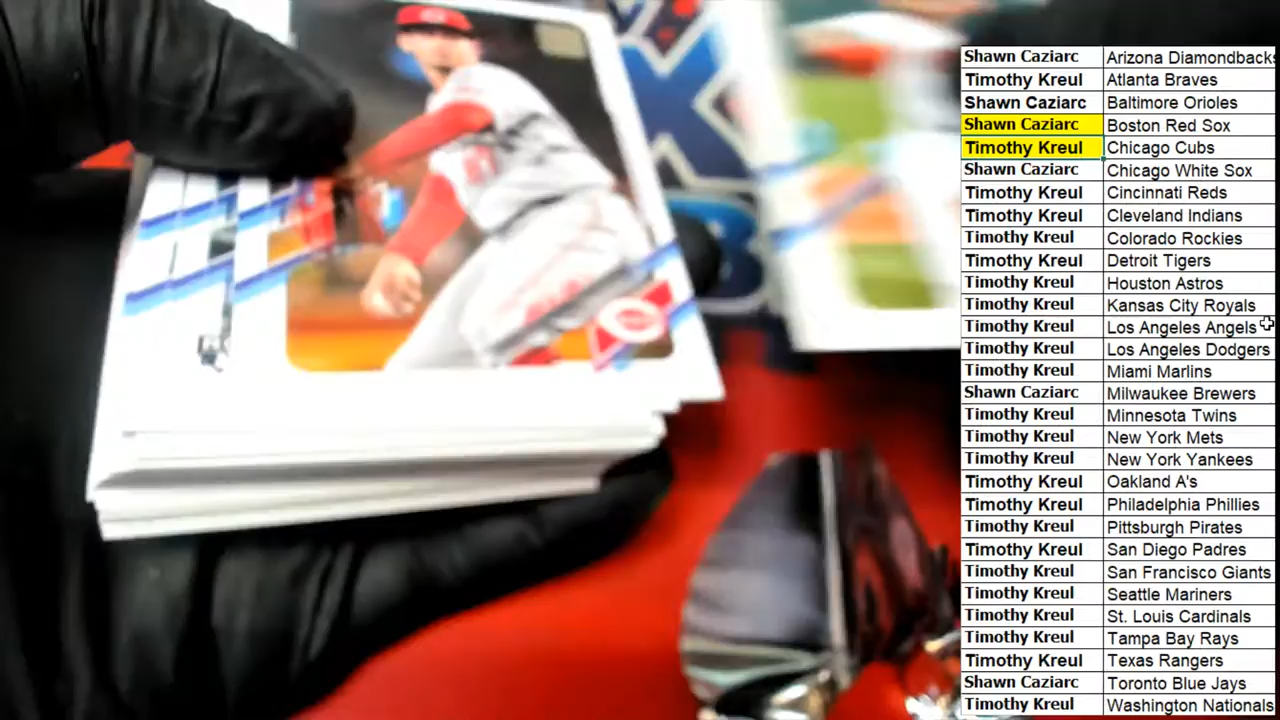 Shawn Caziarc Arizona Diamondbacks
Timothy Kreul Atlanta Braves
Shawn Caziarc Baltimore Orioles
Shawn Caziarc Boston Red Sox
Timothy Kreul Chicago Cubs
Shawn Caziarc Chicago White Sox
Timothy Kreul Cincinnati Reds
Timothy Kreul Cleveland Indians
Timothy Kreul Colorado Rockies
Timothy Kreul Detroit Tigers
Timothy Kreul Houston Astros
Timothy Kreul Kansas City Royals
Timothy Kreul Los Angeles Angels
Timothy Kreul Los Angeles Dodgers
Timothy Kreul Miami Marlins
Shawn Caziarc Milwaukee Brewers
Timothy Kreul Minnesota Twins
Timothy Kreul New York Mets
Timothy Kreul New York Yankees
Timothy Kreul Oakland A's
Timothy Kreul Philadelphia Phillies
Timothy Kreul Pittsburgh Pirates
Timothy Kreul San Diego Padres
Timothy Kreul San Francisco Giants
Timothy Kreul Seattle Mariners
Timothy Kreul St. Louis Cardinals
Timothy Kreul Tampa Bay Rays
Timothy Kreul Texas Rangers
Shawn Caziarc Toronto Blue Jays
Timothy Kreul Washington Nationals